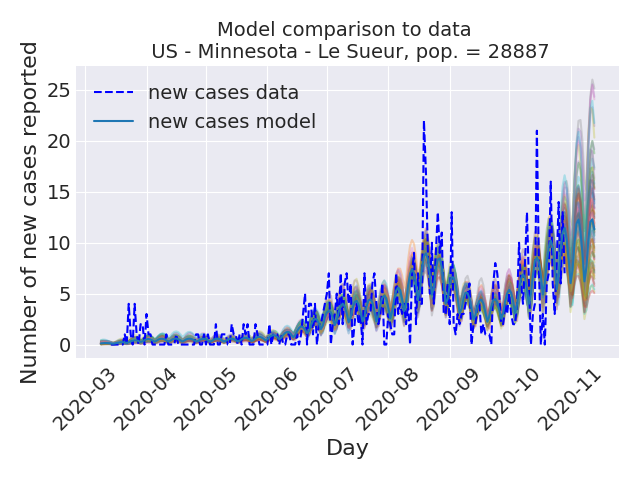 Model comparison to data
US - Minnesota - Le Sueur, pop. = 28887
Number of new cases reported
25
20
15
10
5
0
new cases data
new cases model
2020-03
2020-04
2020-05
2020-06
2020-07
2020-08
2020-09
2020-10
2020-11
Day